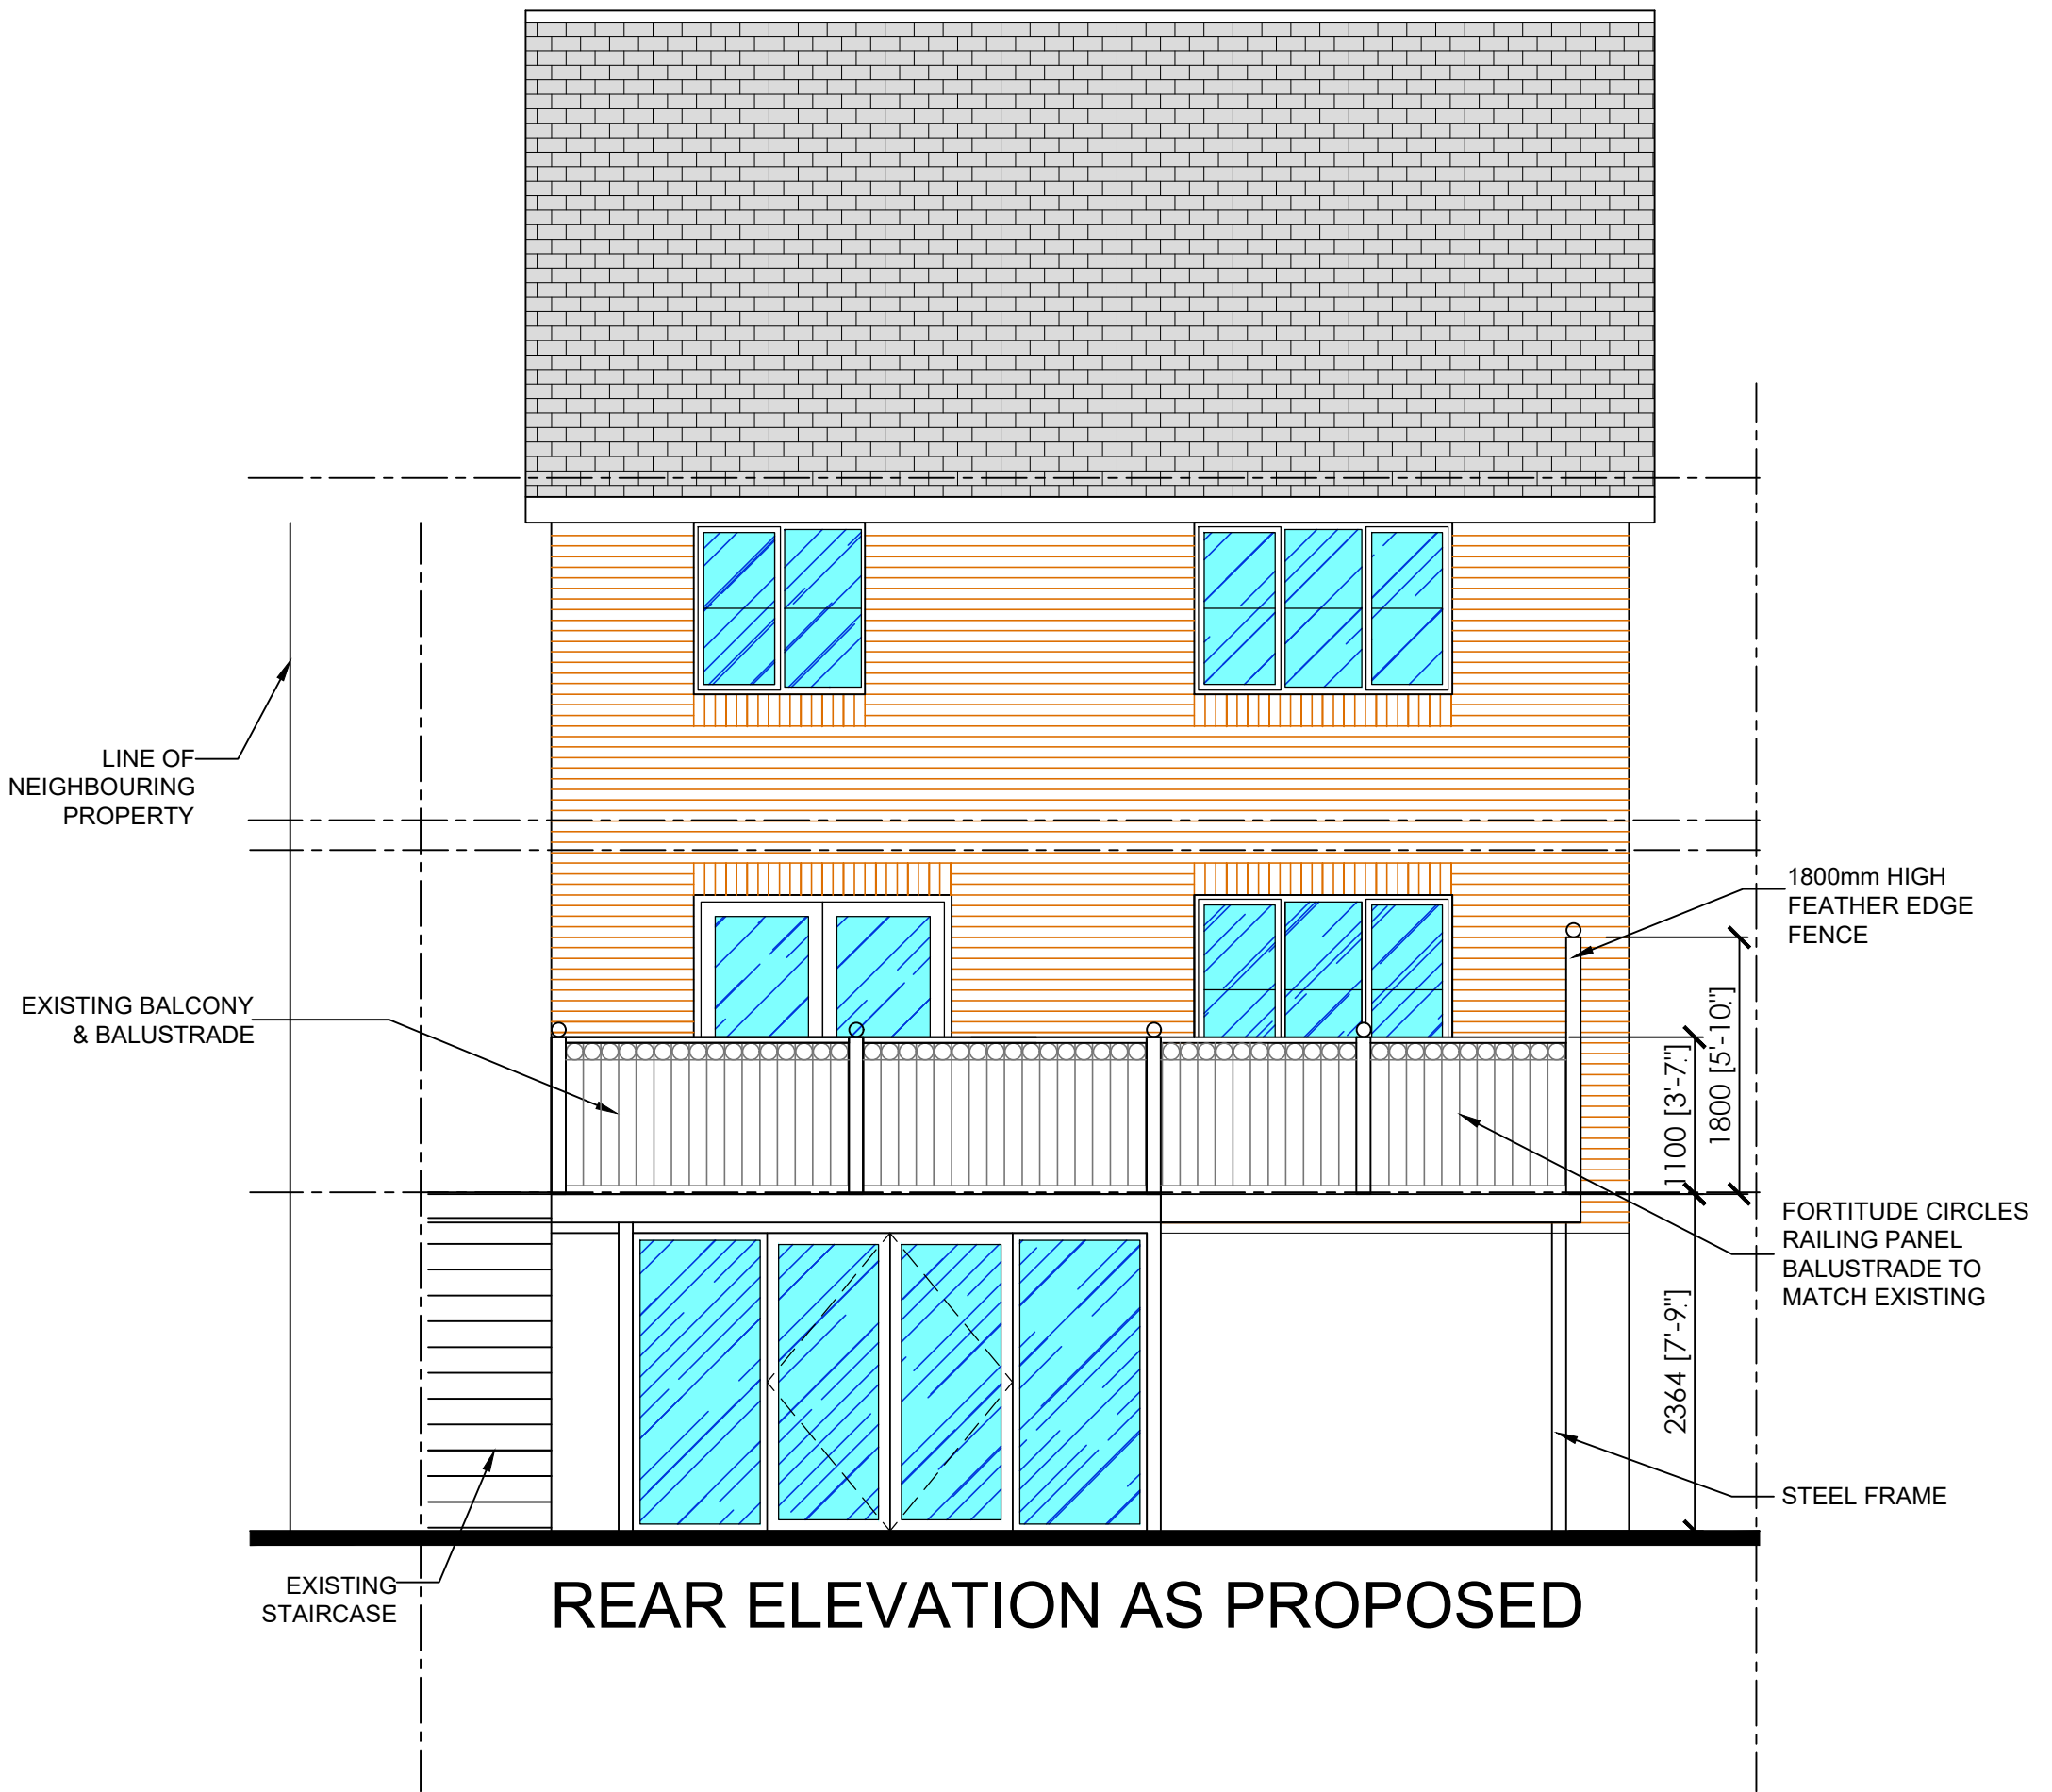 LINE OF
NEIGHBOURING
PROPERTY
1800mm HIGH
FEATHER EDGE
FENCE
EXISTING BALCONY
& BALUSTRADE
1100 [3'-7"]
1800 [5'-10"]
FORTITUDE CIRCLES
RAILING PANEL
BALUSTRADE TO
MATCH EXISTING
2364 [7'-9"]
STEEL FRAME
EXISTING
STAIRCASE
REAR ELEVATION AS PROPOSED